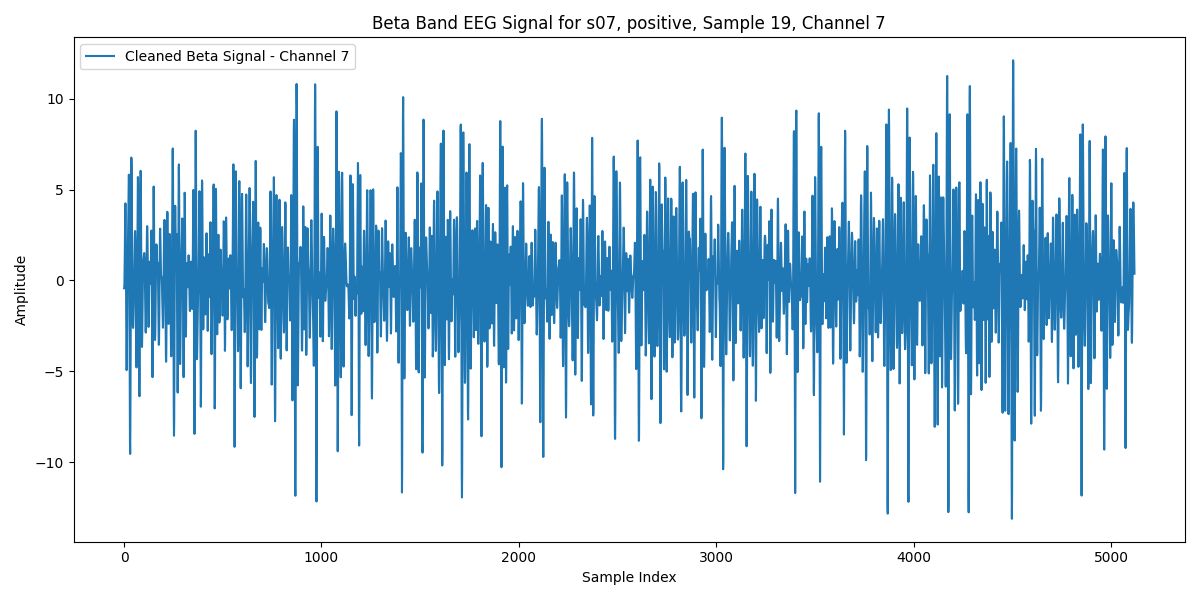 Beta Band EEG Signal for s07, positive, Sample 19, Channel 7
Cleaned Beta Signal - Channel 7
Amplitude
10
5
0
−5
−10
0 1000 2000 3000 4000 5000
Sample Index